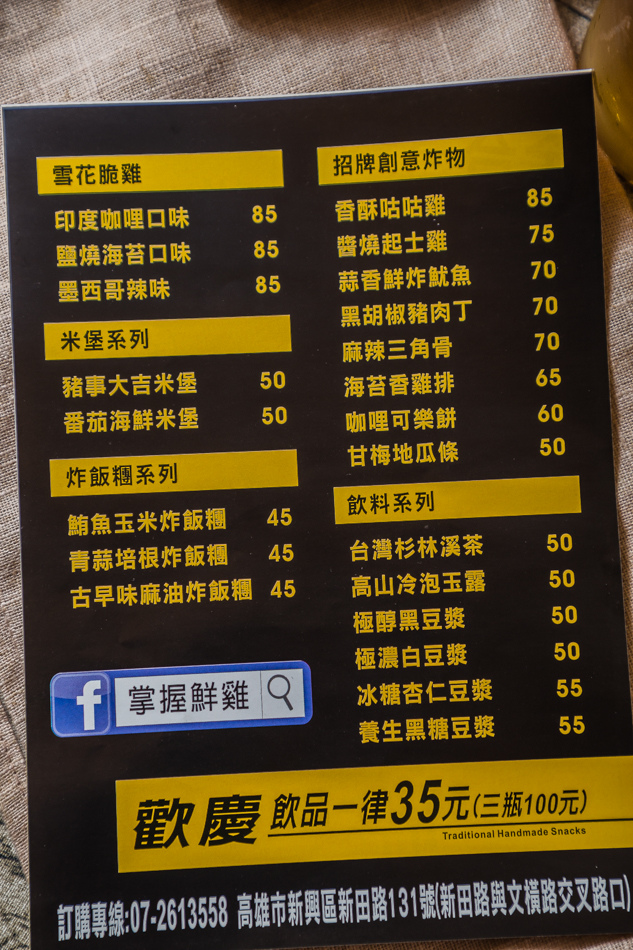 雪花脆雞
印度咖哩口味 85
鹽燒海苔口味 85
墨西哥辣味 85
米堡系列
豬事大吉米堡 50
番茄海鮮米堡 50
炸飯糰系列
鮪魚玉米炸飯糰 45
青蒜培根炸飯糰 45
古早味麻油炸飯糰 45
招牌創意炸物
香酥咕咕雞 85
醬燒起士雞 75
蒜香鮮炸魷魚 70
黑胡椒豬肉丁 70
麻辣三角骨 70
海苔香雞排 65
咖哩可樂餅 60
甘梅地瓜條 50
飲料系列
台灣杉林溪茶 50
高山冷泡玉露 50
極醇黑豆漿 50
極濃白豆漿 50
冰糖杏仁豆漿 55
養生黑糖豆漿 55
f 掌握鮮雞
歡慶 飲品一律35元(三瓶100元)
Traditional Handmade Snacks
訂購專線:07-2613558 高雄市新興區新田路131號(新田路與文橫路交叉路口)